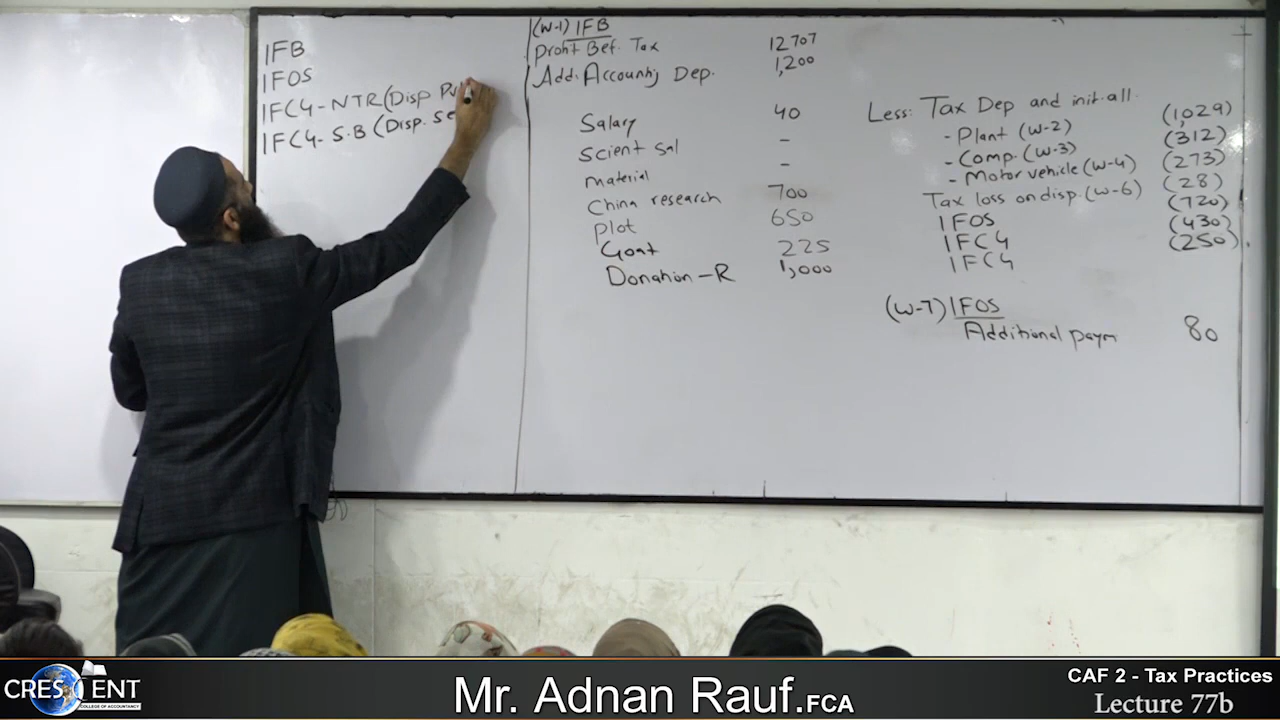 IFB
IFOS
IFC4-NTR (Disp
IFC4- S.B (Disp. se
(W-1) IFB
Profit Bef. Tax 12707
Add: Accounting Dep. 1,200
Salary 40
Scient sal -
material -
China research 700
plot 650
Goat 225
Donation-R 1,000
Less: Tax Dep and init. all.
- Plant (W-2) (1,029)
- Comp. (W-3) (312)
- Motor vehicle (W-4) (273)
Tax loss on disp. (W-6) (28)
IFOS (720)
IFC4 (430)
IFC4 (250)
(W-7) IFOS
Additional paym 80
CRESCENT
COLLEGE OF ACCOUNTANCY
Mr. Adnan Rauf.FCA
CAF 2 - Tax Practices
Lecture 77b